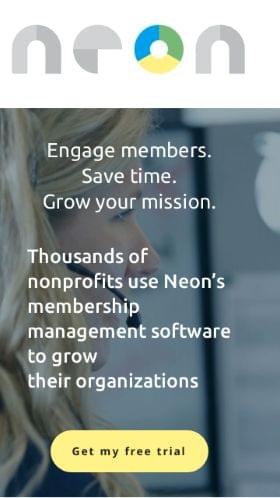 neon
Engage members.
Save time.
Grow your mission.
Thousands of
nonprofits use Neon's
membership
management software
to grow
their organizations
Get my free trial